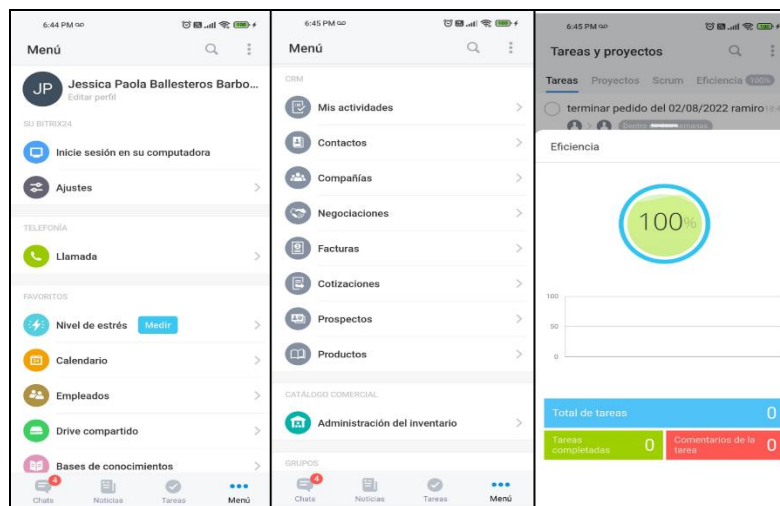 6:44 PM
100
Menú
JP
Jessica Paola Ballesteros Barbo...
Editar perfil
SU BITRIX24
Inicie sesión en su computadora
Ajustes
TELEFONÍA
Llamada
FAVORITOS
Nivel de estrés Medir
Calendario
Empleados
Drive compartido
Bases de conocimientos
4
Chats Noticias Tareas Menú
6:45 PM
100
Menú
CRM
Mis actividades
Contactos
Compañías
Negociaciones
Facturas
Cotizaciones
Prospectos
Productos
CATÁLOGO COMERCIAL
Administración del inventario
GRUPOS
4
Chats Noticias Tareas Menú
6:45 PM
100
Tareas y proyectos
Tareas Proyectos Scrum Eficiencia 100%
terminar pedido del 02/08/2022 ramiro
Eficiencia
100%
100
50
0
Total de tareas 0
Tareas completadas 0
Comentarios de la tarea 0